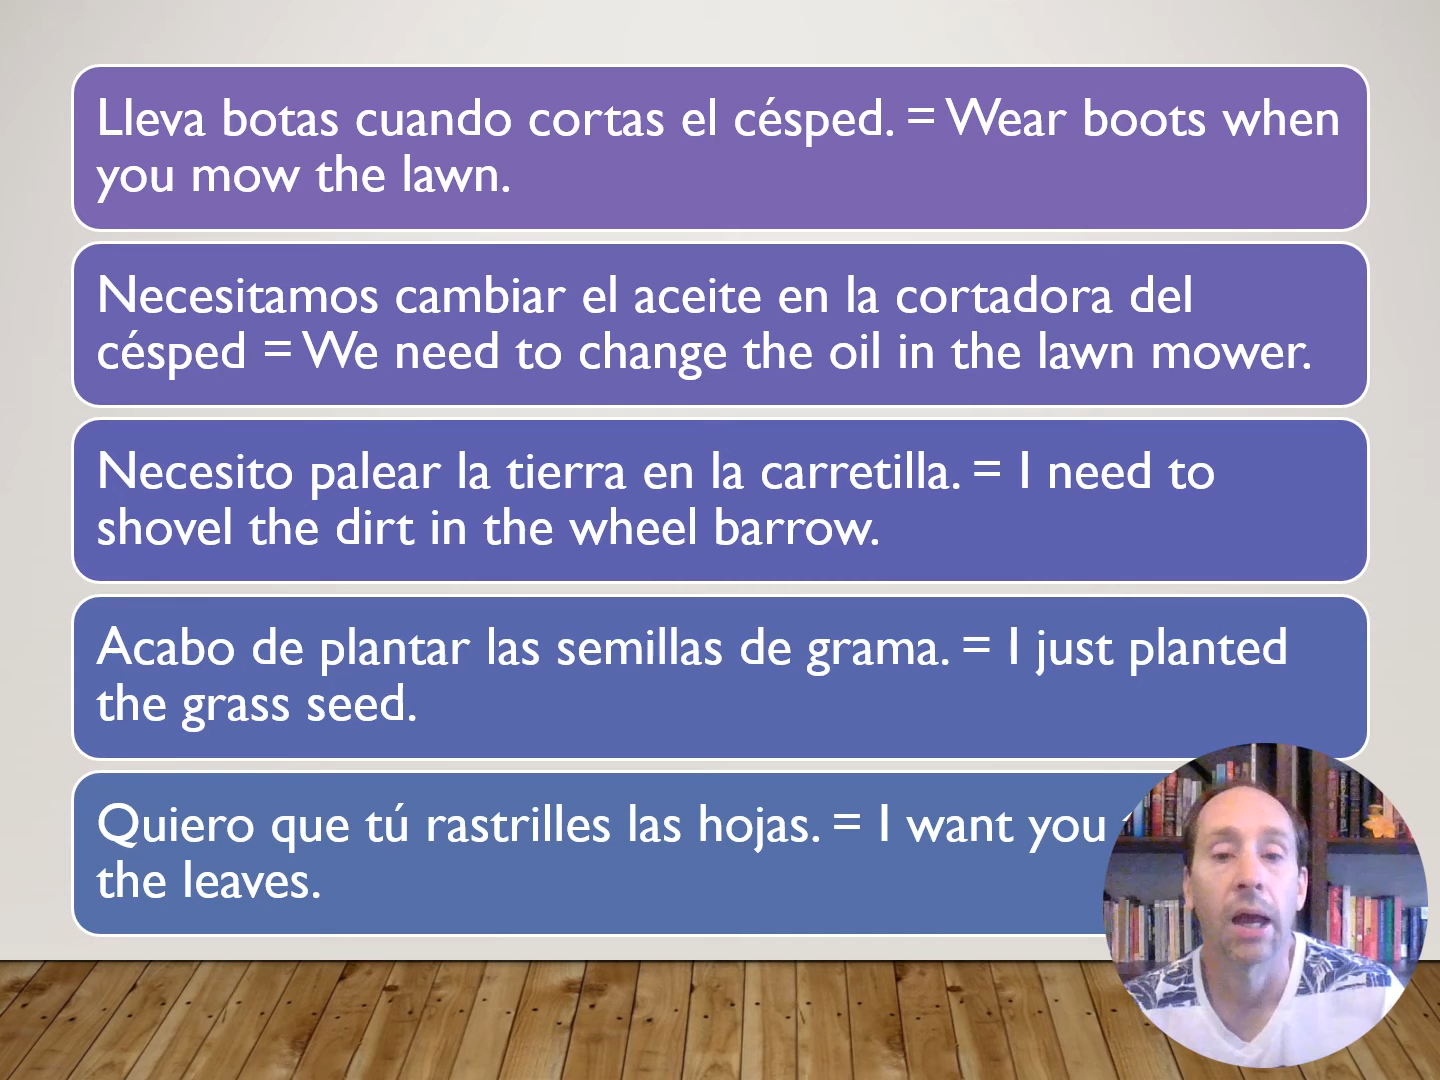 Lleva botas cuando cortas el césped. = Wear boots when
you mow the lawn.
Necesitamos cambiar el aceite en la cortadora del
césped = We need to change the oil in the lawn mower.
Necesito palear la tierra en la carretilla. = I need to
shovel the dirt in the wheel barrow.
Acabo de plantar las semillas de grama. = I just planted
the grass seed.
Quiero que tú rastrilles las hojas. = I want you
the leaves.